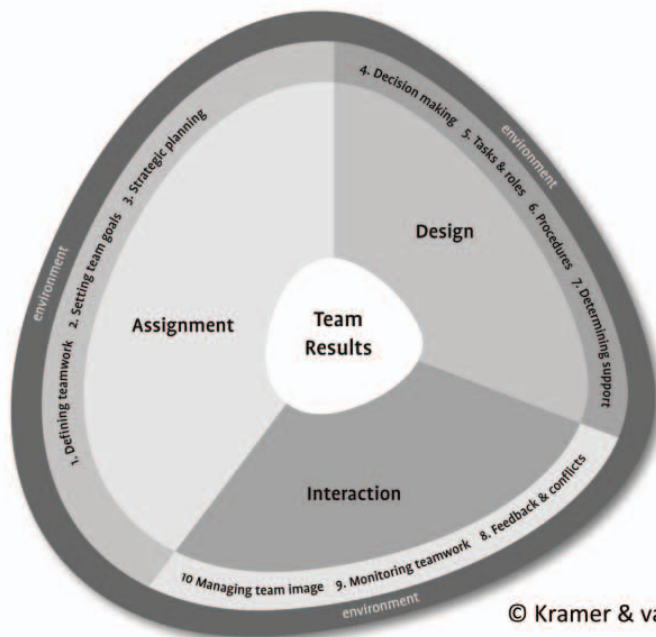 environment
1. Defining teamwork
2. Setting team goals
3. Strategic planning
environment
4. Decision making
5. Tasks & roles
6. Procedures
7. Determining support
Assignment
Team
Results
Design
Interaction
8. Feedback & conflicts
9. Monitoring teamwork
10 Managing team image
environment
© Kramer &